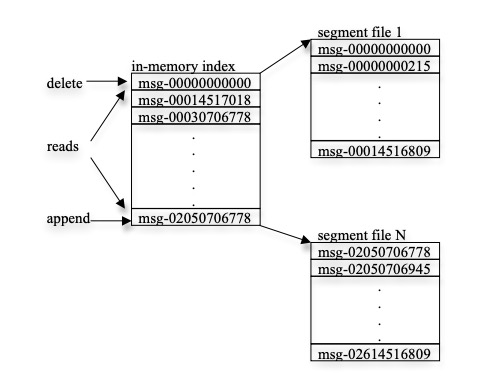 segment file 1
msg-00000000000
msg-00000000215
.
.
.
msg-00014516809
in-memory index
delete
msg-00000000000
msg-00014517018
msg-00030706778
reads
.
.
.
.
.
append
msg-02050706778
segment file N
msg-02050706778
msg-02050706945
.
.
.
.
msg-02614516809